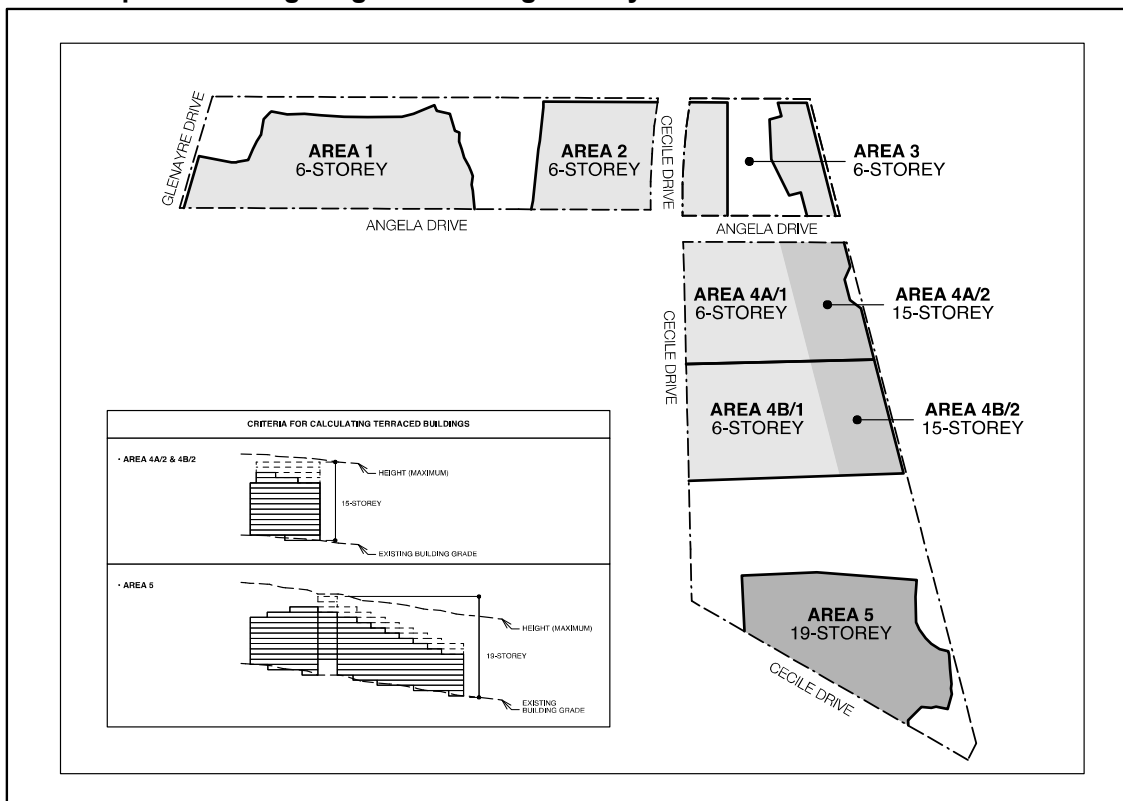 GLENAYRE DRIVE
AREA 1
6-STOREY
AREA 2
6-STOREY
CECILE DRIVE
AREA 3
6-STOREY
ANGELA DRIVE
ANGELA DRIVE
AREA 4A/1
6-STOREY
AREA 4A/2
15-STOREY
CECILE DRIVE
AREA 4B/1
6-STOREY
AREA 4B/2
15-STOREY
CRITERIA FOR CALCULATING TERRACED BUILDINGS
• AREA 4A/2 & 4B/2
HEIGHT (MAXIMUM)
15-STOREY
EXISTING BUILDING GRADE
• AREA 5
HEIGHT (MAXIMUM)
19-STOREY
EXISTING
BUILDING GRADE
AREA 5
19-STOREY
CECILE DRIVE